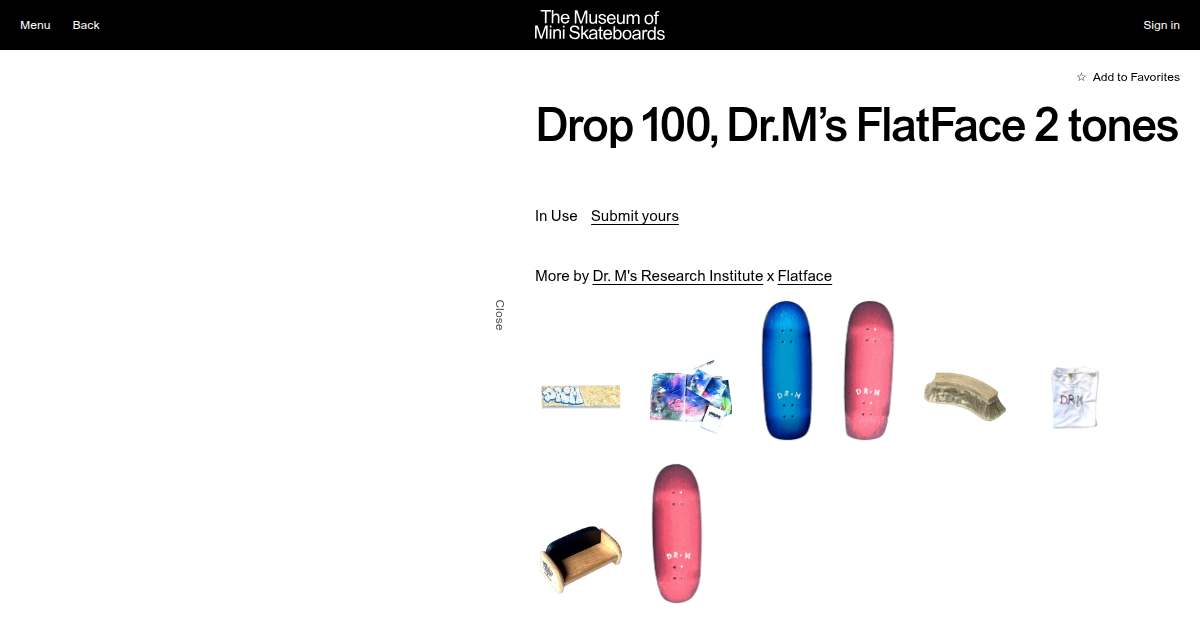 Menu
Back
The Museum of
Mini Skateboards
Sign in
☆ Add to Favorites
Drop 100, Dr.M’s FlatFace 2 tones
In Use Submit yours
More by Dr. M's Research Institute x Flatface
Close
DR·M
DR·M
DR.M
DR·M